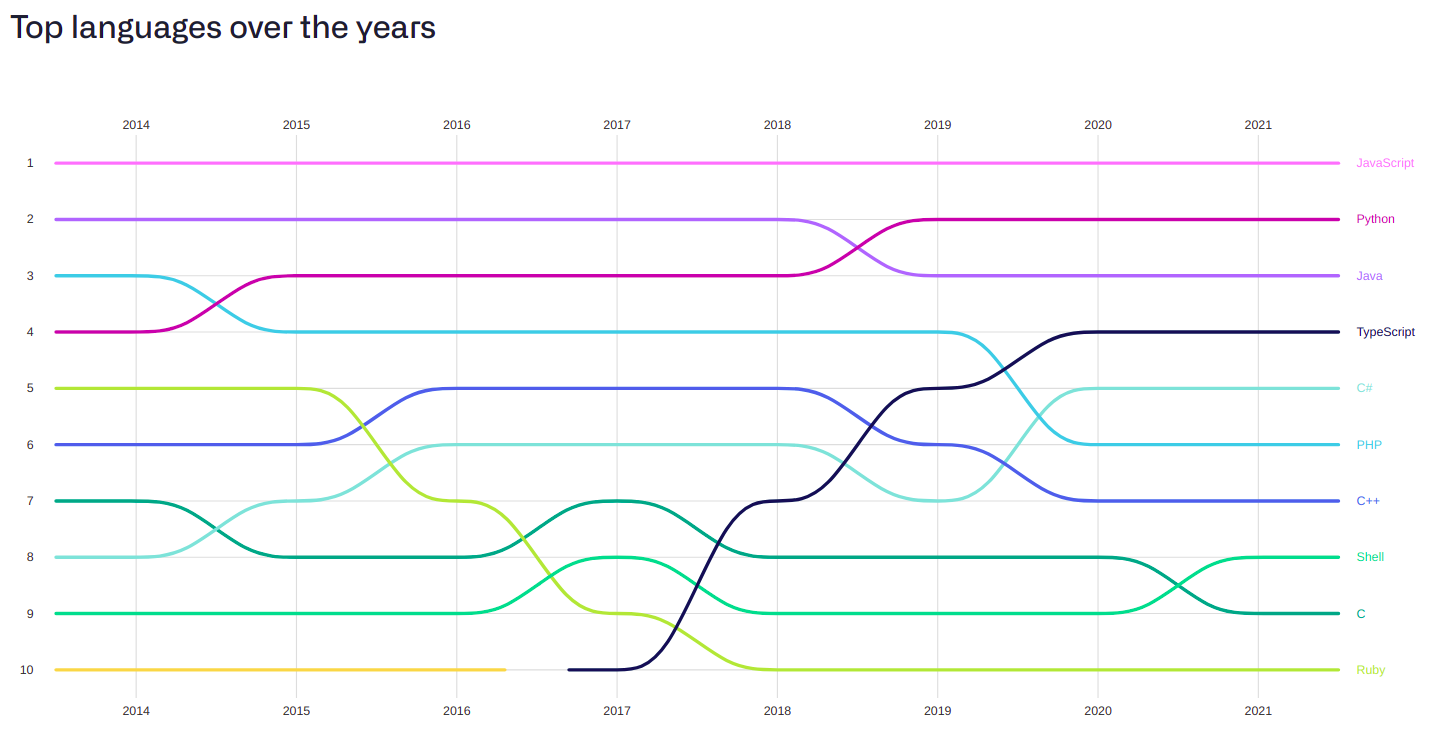 Top languages over the years
2014 2015 2016 2017 2018 2019 2020 2021
1 JavaScript
2 Python
3 Java
4 TypeScript
5 C#
6 PHP
7 C++
8 Shell
9 C
10 Ruby
2014 2015 2016 2017 2018 2019 2020 2021